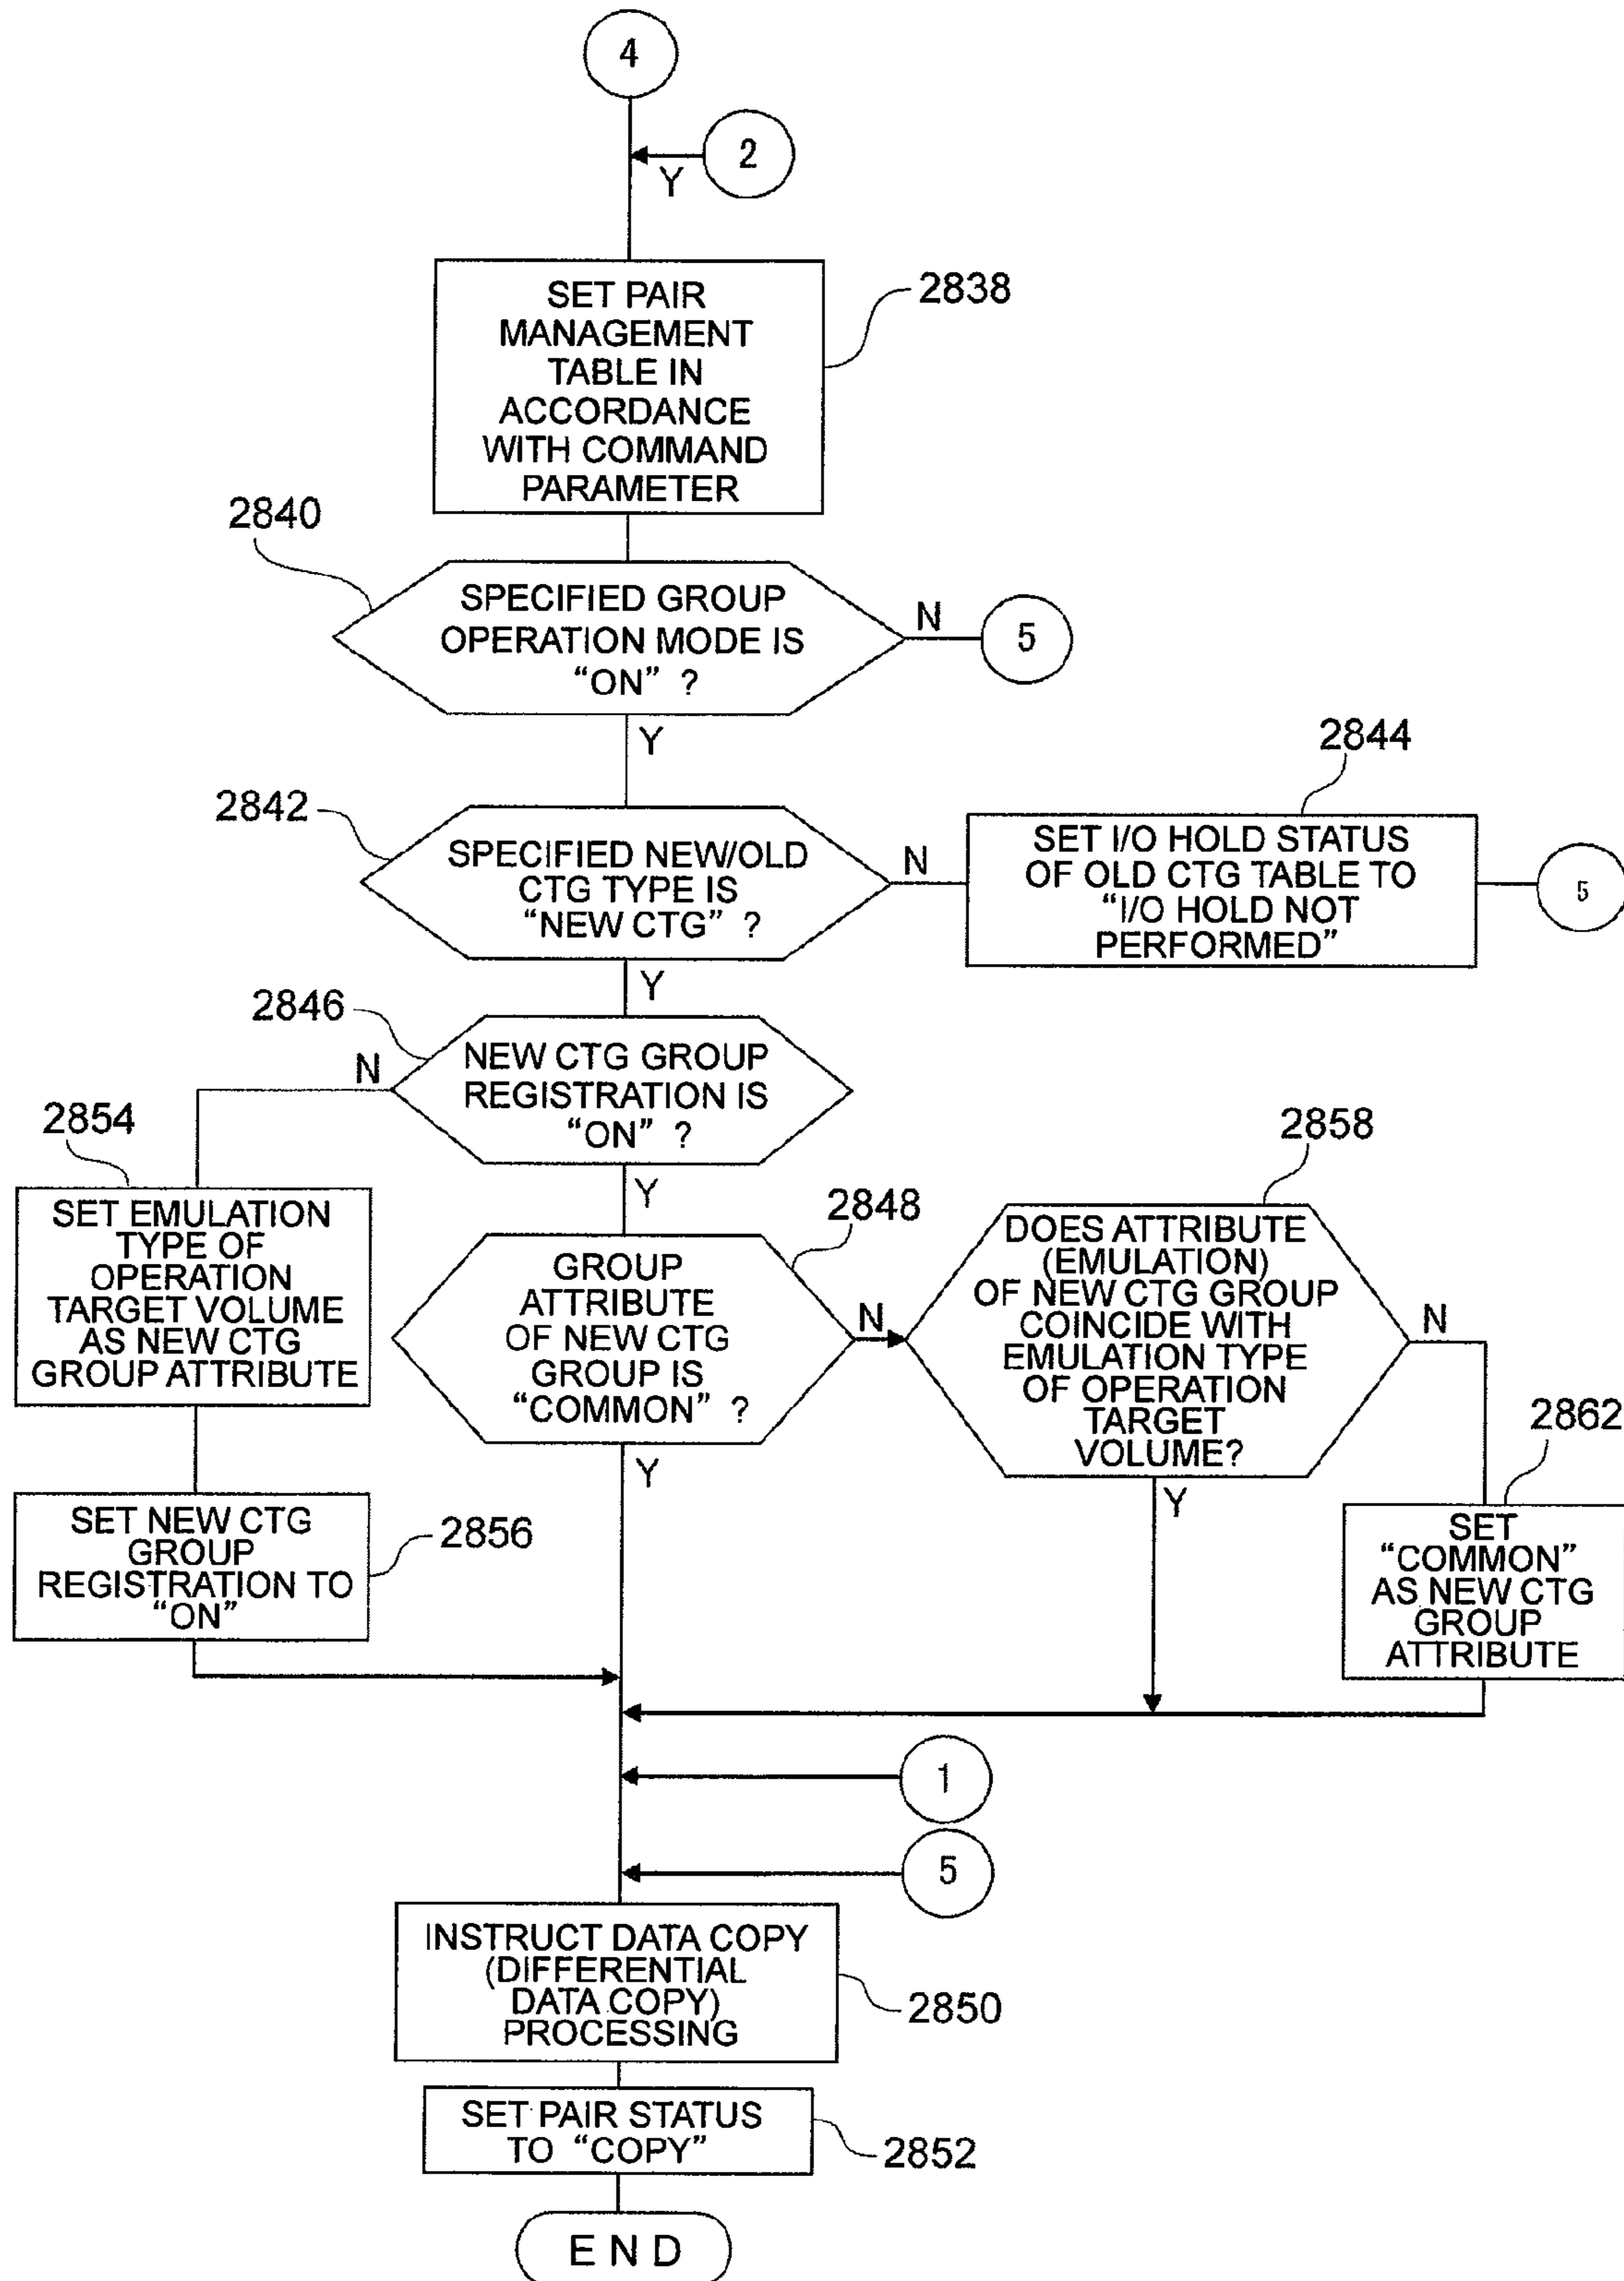 4
2
Y
SET PAIR
MANAGEMENT
TABLE IN
ACCORDANCE
WITH COMMAND
PARAMETER
2838
2840
SPECIFIED GROUP
OPERATION MODE IS
“ON” ?
N
5
Y
2842
SPECIFIED NEW/OLD
CTG TYPE IS
“NEW CTG” ?
N
2844
SET I/O HOLD STATUS
OF OLD CTG TABLE TO
“I/O HOLD NOT
PERFORMED”
5
Y
2846
NEW CTG GROUP
REGISTRATION IS
“ON” ?
N
2854
SET EMULATION
TYPE OF
OPERATION
TARGET VOLUME
AS NEW CTG
GROUP ATTRIBUTE
Y
2848
GROUP
ATTRIBUTE
OF NEW CTG
GROUP IS
“COMMON” ?
N
2858
DOES ATTRIBUTE
(EMULATION)
OF NEW CTG GROUP
COINCIDE WITH
EMULATION TYPE
OF OPERATION
TARGET
VOLUME?
N
2862
SET
“COMMON”
AS NEW CTG
GROUP
ATTRIBUTE
Y
Y
SET NEW CTG
GROUP
REGISTRATION TO
“ON”
2856
1
5
INSTRUCT DATA COPY
(DIFFERENTIAL
DATA COPY)
PROCESSING
2850
SET PAIR STATUS
TO “COPY”
2852
END